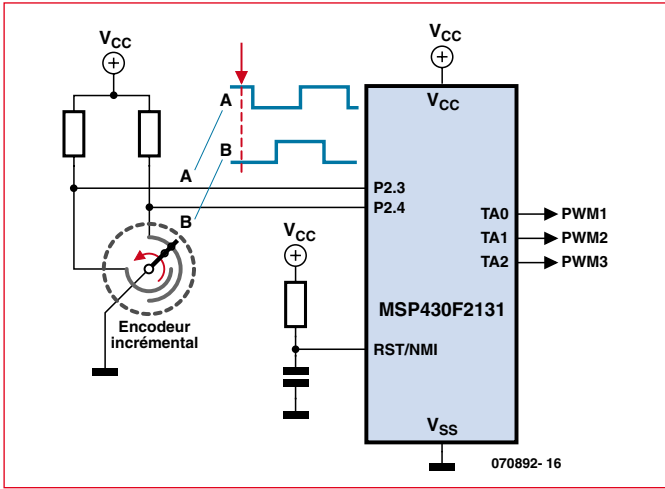 VCC
VCC
A
VCC
B
A
P2.3
P2.4
B
TA0
PWM1
TA1
PWM2
TA2
PWM3
VCC
MSP430F2131
Encodeur
incrémental
RST/NMI
VSS
070892- 16